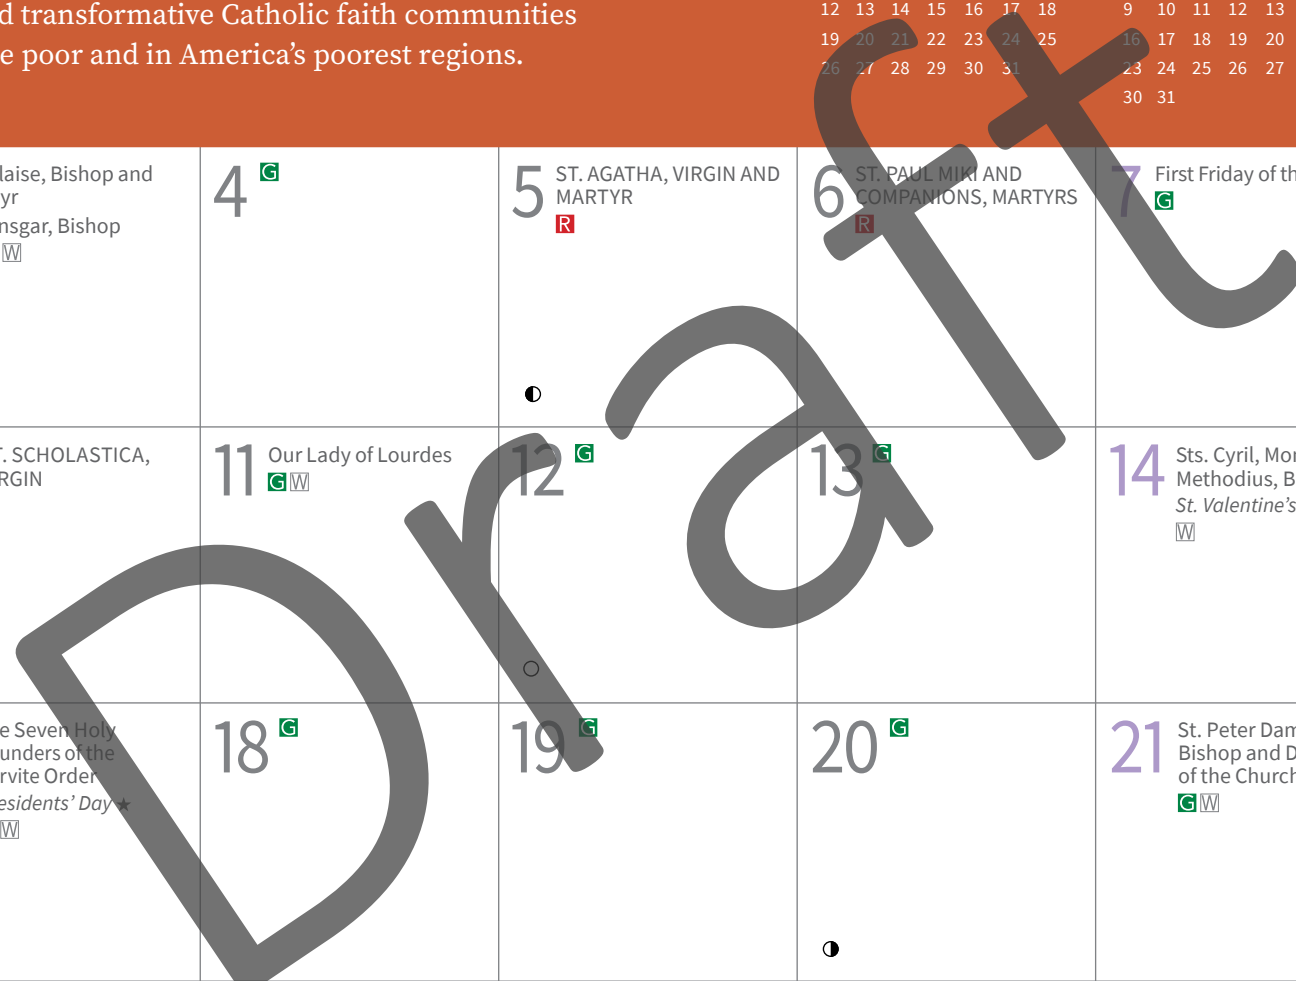 d transformative Catholic faith communities
e poor and in America’s poorest regions.
12 13 14 15 16 17 18
19 20 21 22 23 24 25
26 27 28 29 30 31
9 10 11 12 13
16 17 18 19 20
23 24 25 26 27
30 31
laise, Bishop and
yr
nsgar, Bishop
W
4 G
5 ST. AGATHA, VIRGIN AND
MARTYR
R
6 ST. PAUL MIKI AND
COMPANIONS, MARTYRS
R
7 First Friday of th
G
T. SCHOLASTICA,
RGIN
11 Our Lady of Lourdes
G W
12 G
13 G
14 Sts. Cyril, Mon
Methodius, B
St. Valentine’s
W
e Seven Holy
unders of the
rvite Order
esidents’ Day ★
W
18 G
19 G
20 G
21 St. Peter Dam
Bishop and D
of the Church
G W
Draft